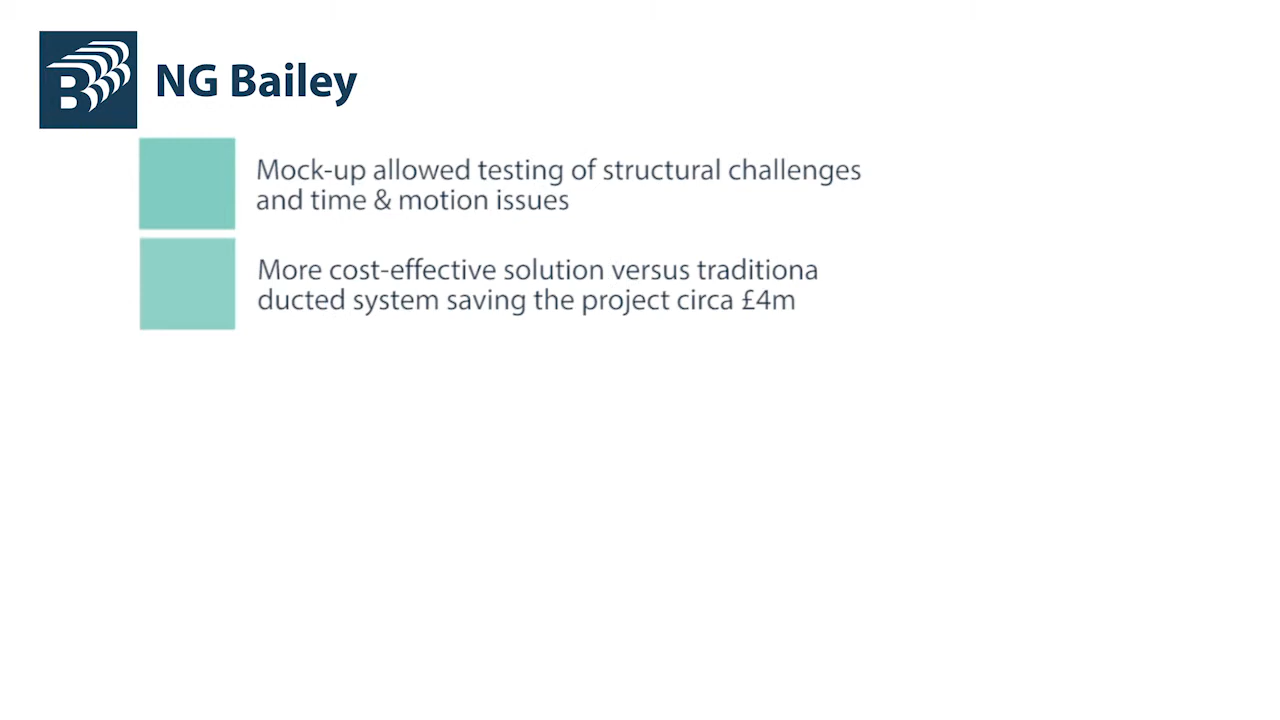 NG Bailey
Mock-up allowed testing of structural challenges
and time & motion issues
More cost-effective solution versus traditiona
ducted system saving the project circa £4m